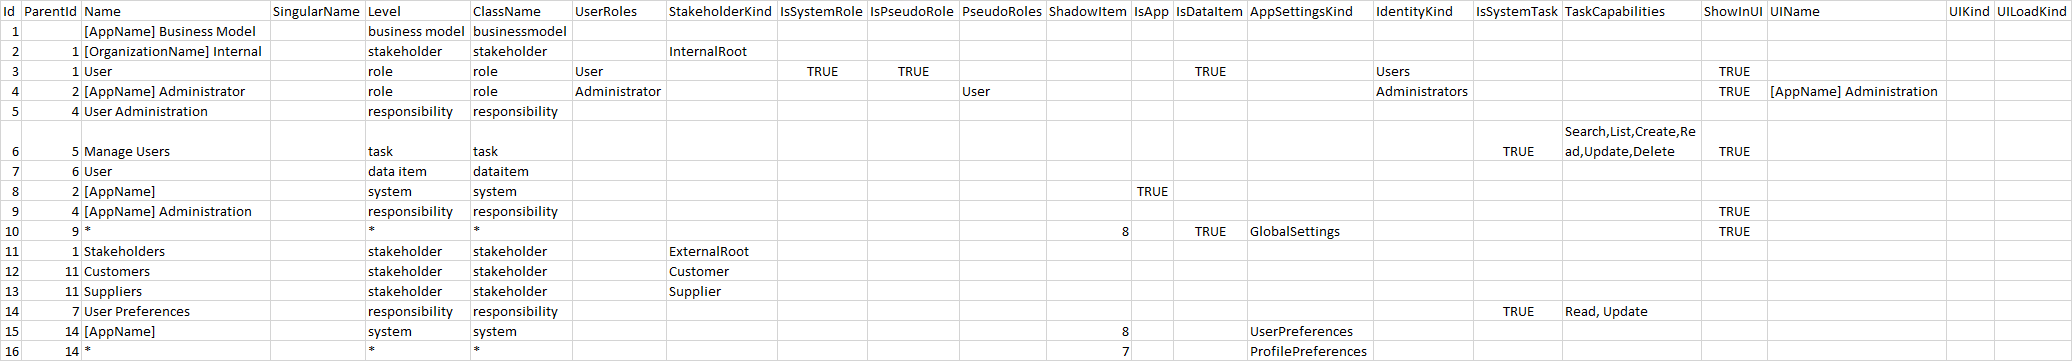 Id ParentId Name SingularName Level ClassName UserRoles StakeholderKind IsSystemRole IsPseudoRole PseudoRoles ShadowItem IsApp IsDataItem AppSettingsKind IdentityKind IsSystemTask TaskCapabilities ShowInUI UIName UIKind UILoadKind
1 [AppName] Business Model business model businessmodel
2 1 [OrganizationName] Internal stakeholder stakeholder InternalRoot
3 1 User role role User TRUE TRUE TRUE Users TRUE
4 2 [AppName] Administrator role role Administrator User Administrators TRUE [AppName] Administration
5 4 User Administration responsibility responsibility
Search,List,Create,Re
6 5 Manage Users task task TRUE ad,Update,Delete TRUE
7 6 User data item dataitem
8 2 [AppName] system system TRUE
9 4 [AppName] Administration responsibility responsibility TRUE
10 9 * * * 8 TRUE GlobalSettings TRUE
11 1 Stakeholders stakeholder stakeholder ExternalRoot
12 11 Customers stakeholder stakeholder Customer
13 11 Suppliers stakeholder stakeholder Supplier
14 7 User Preferences responsibility responsibility TRUE Read, Update
15 14 [AppName] system system 8 UserPreferences
16 14 * * * 7 ProfilePreferences